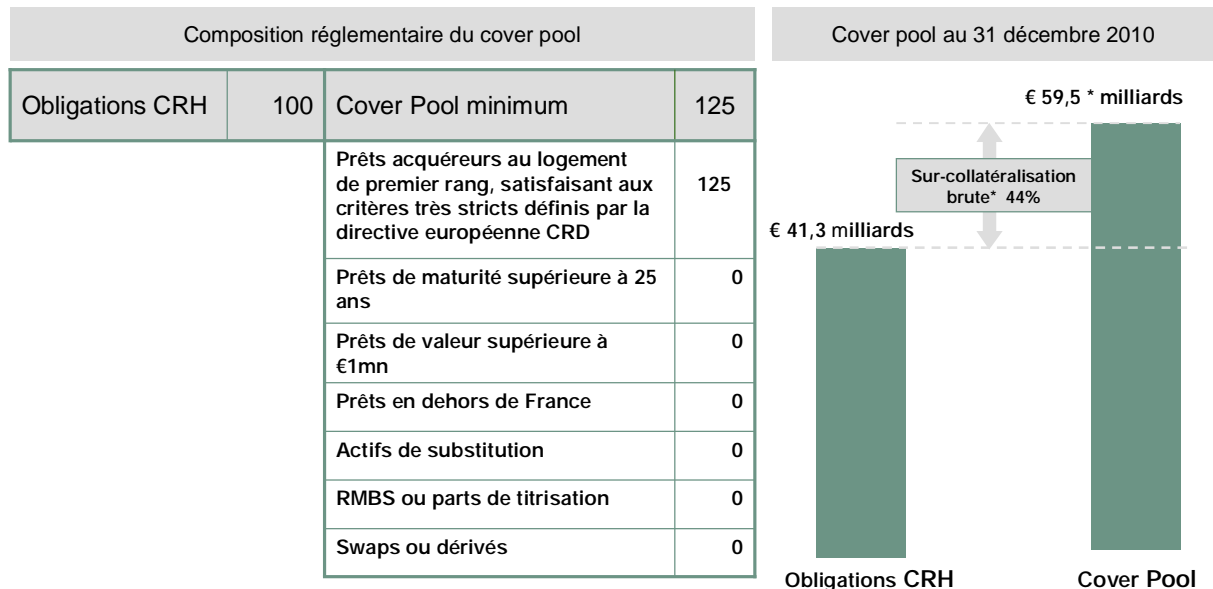 Composition réglementaire du cover pool
Obligations CRH 100 Cover Pool minimum 125
Prêts acquéreurs au logement
de premier rang, satisfaisant aux
critères très stricts définis par la
directive européenne CRD
125
Prêts de maturité supérieure à 25
ans
0
Prêts de valeur supérieure à
€1mn
0
Prêts en dehors de France 0
Actifs de substitution 0
RMBS ou parts de titrisation 0
Swaps ou dérivés 0
Cover pool au 31 décembre 2010
€ 59,5 * milliards
Sur-collatéralisation
brute* 44%
€ 41,3 milliards
Obligations CRH Cover Pool